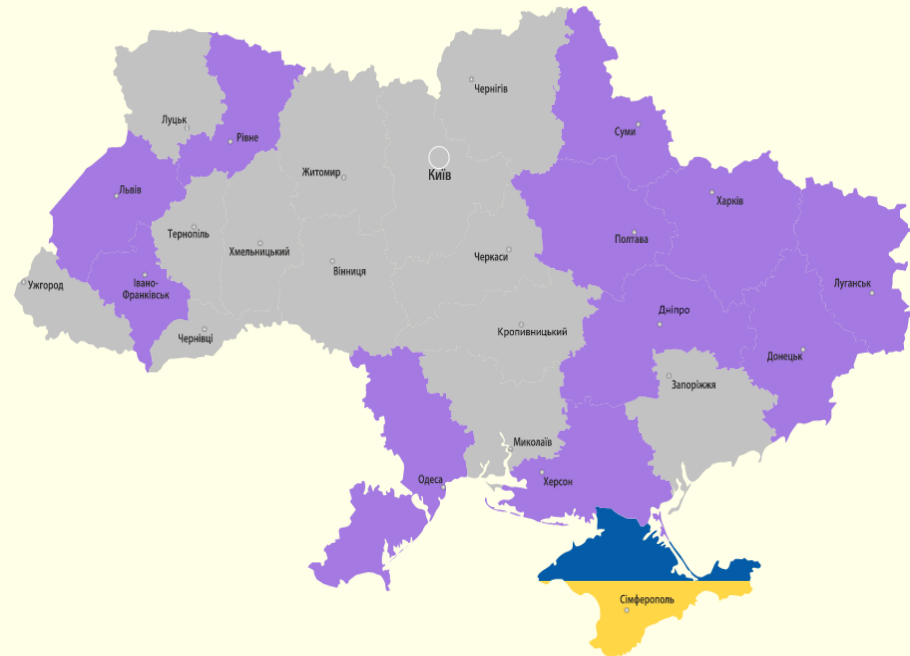 Чернігів
Луцьк
Рівне
Суми
Житомир
Київ
Львів
Харків
Тернопіль
Полтава
Хмельницький
Черкаси
Вінниця
Ужгород
Івано-
Франківськ
Луганськ
Дніпро
Чернівці
Кропивницький
Донецьк
Запоріжжя
Миколаїв
Одеса
Херсон
Сімферополь